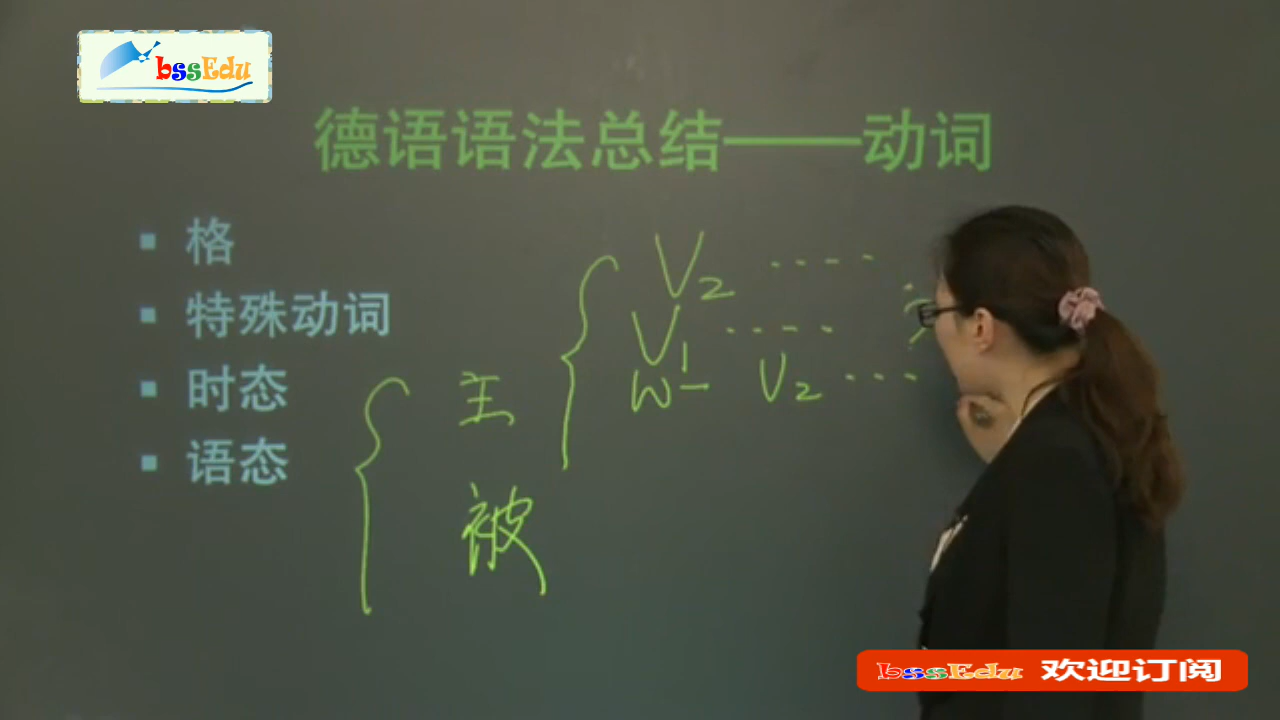 bssEdu
德语语法总结——动词
格
特殊动词
时态
语态
主
被
V2 ....
V1 ....
W- V2 ...
bssEdu 欢迎订阅